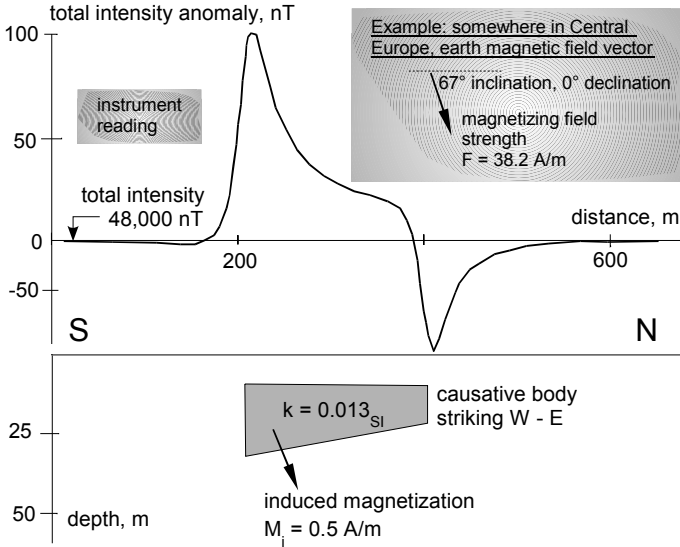 total intensity anomaly, nT
100
50
0
-50
instrument
reading
total intensity
48,000 nT
Example: somewhere in Central
Europe, earth magnetic field vector
67° inclination, 0° declination
magnetizing field
strength
F = 38.2 A/m
distance, m
200
600
S
N
k = 0.013SI
causative body
striking W - E
25
induced magnetization
Mi = 0.5 A/m
50
depth, m